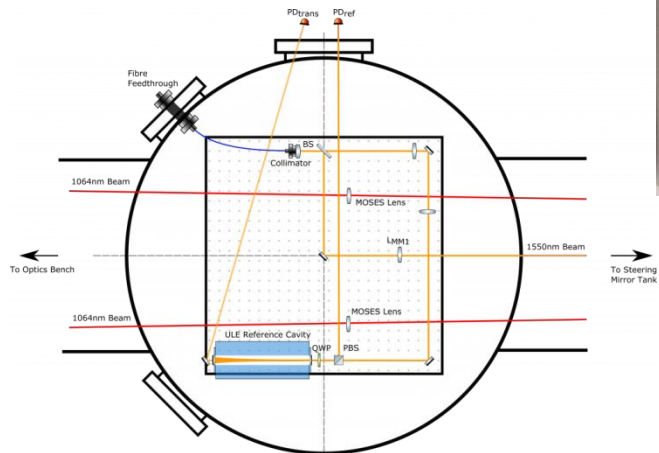 PDtrans
PDref
Fibre
Feedthrough
BS
Collimator
1064nm Beam
MOSES Lens
LMM1
1550nm Beam
To Optics Bench
To Steering
Mirror Tank
1064nm Beam
MOSES Lens
ULE Reference Cavity
QWP
PBS